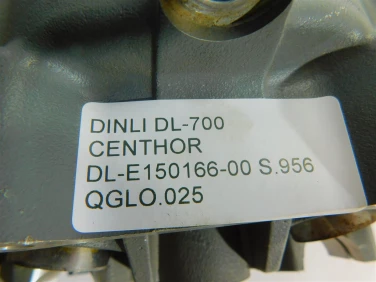 DINLI DL-700
CENTHOR
DL-E150166-00 S.956
QGLO.025